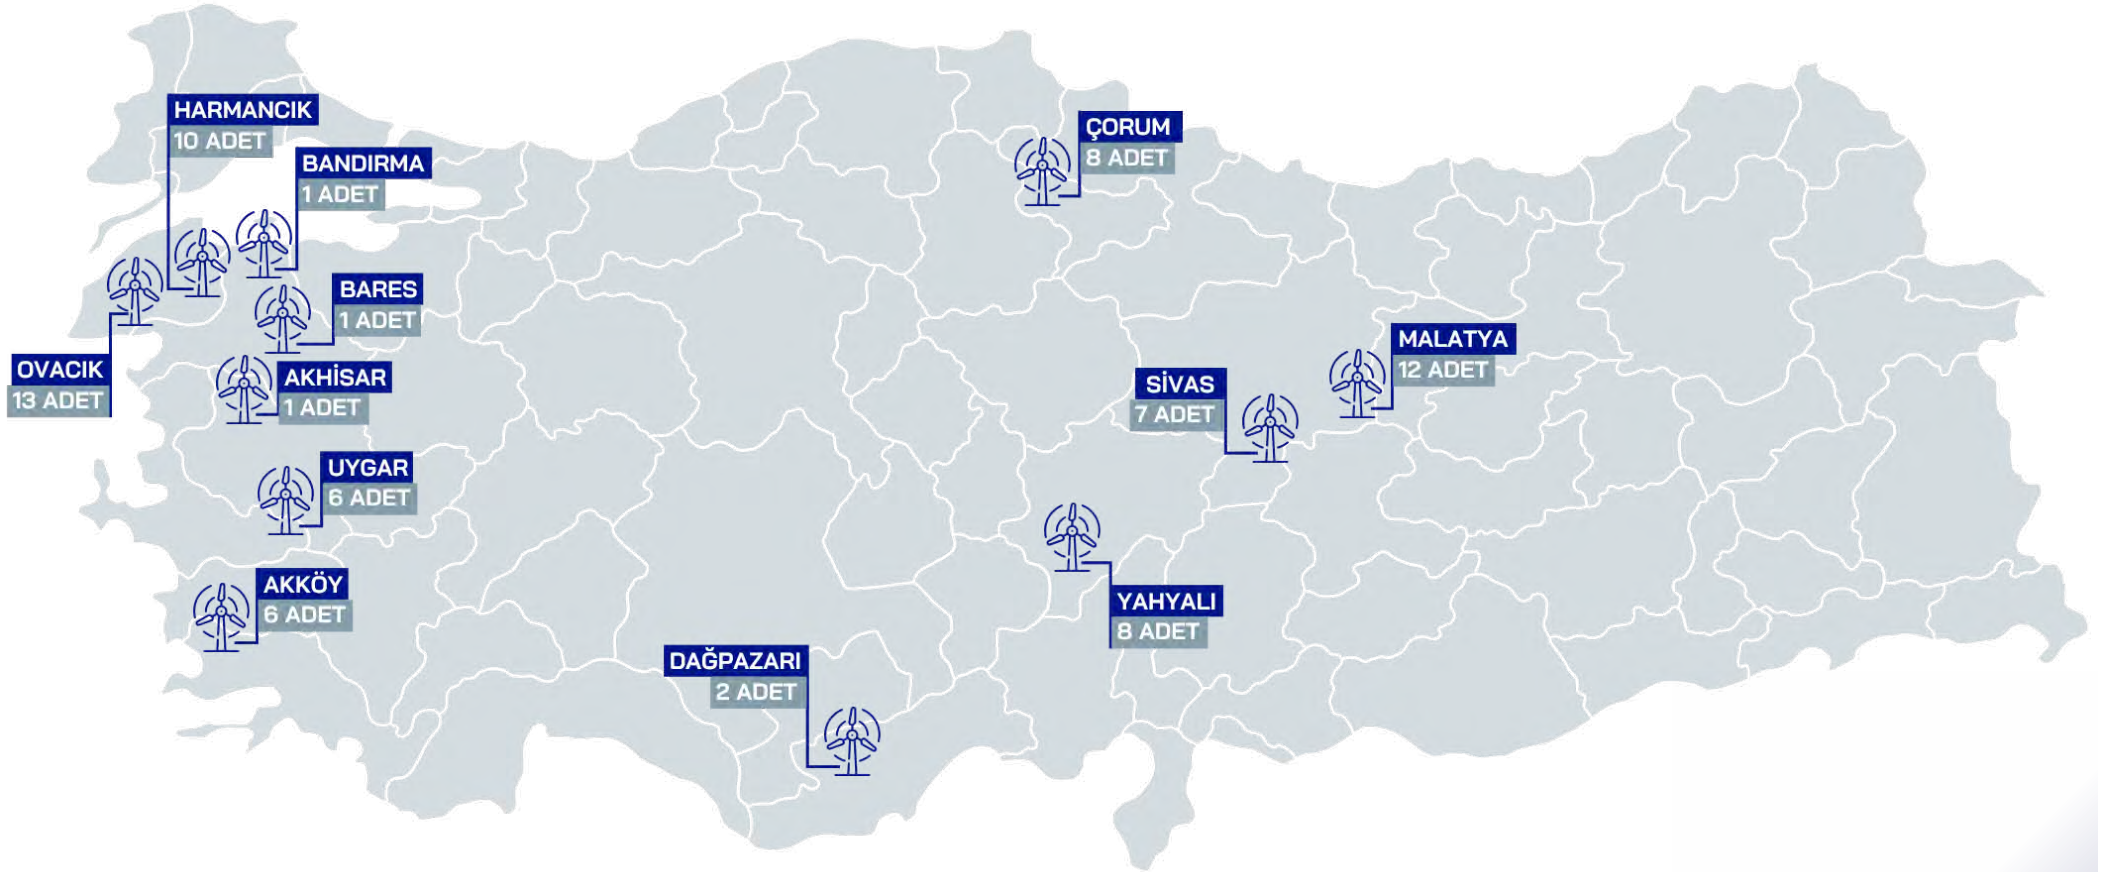 HARMANCIK
10 ADET
BANDIRMA
1 ADET
ÇORUM
8 ADET
BARES
1 ADET
OVACIK
13 ADET
AKHİSAR
1 ADET
MALATYA
12 ADET
SİVAS
7 ADET
UYGAR
6 ADET
AKKÖY
6 ADET
YAHYALI
8 ADET
DAĞPAZARI
2 ADET